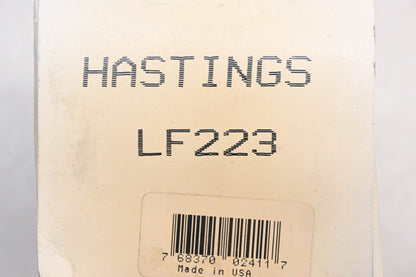 HASTINGS
LF223
7 68370 02411 7
Made in USA